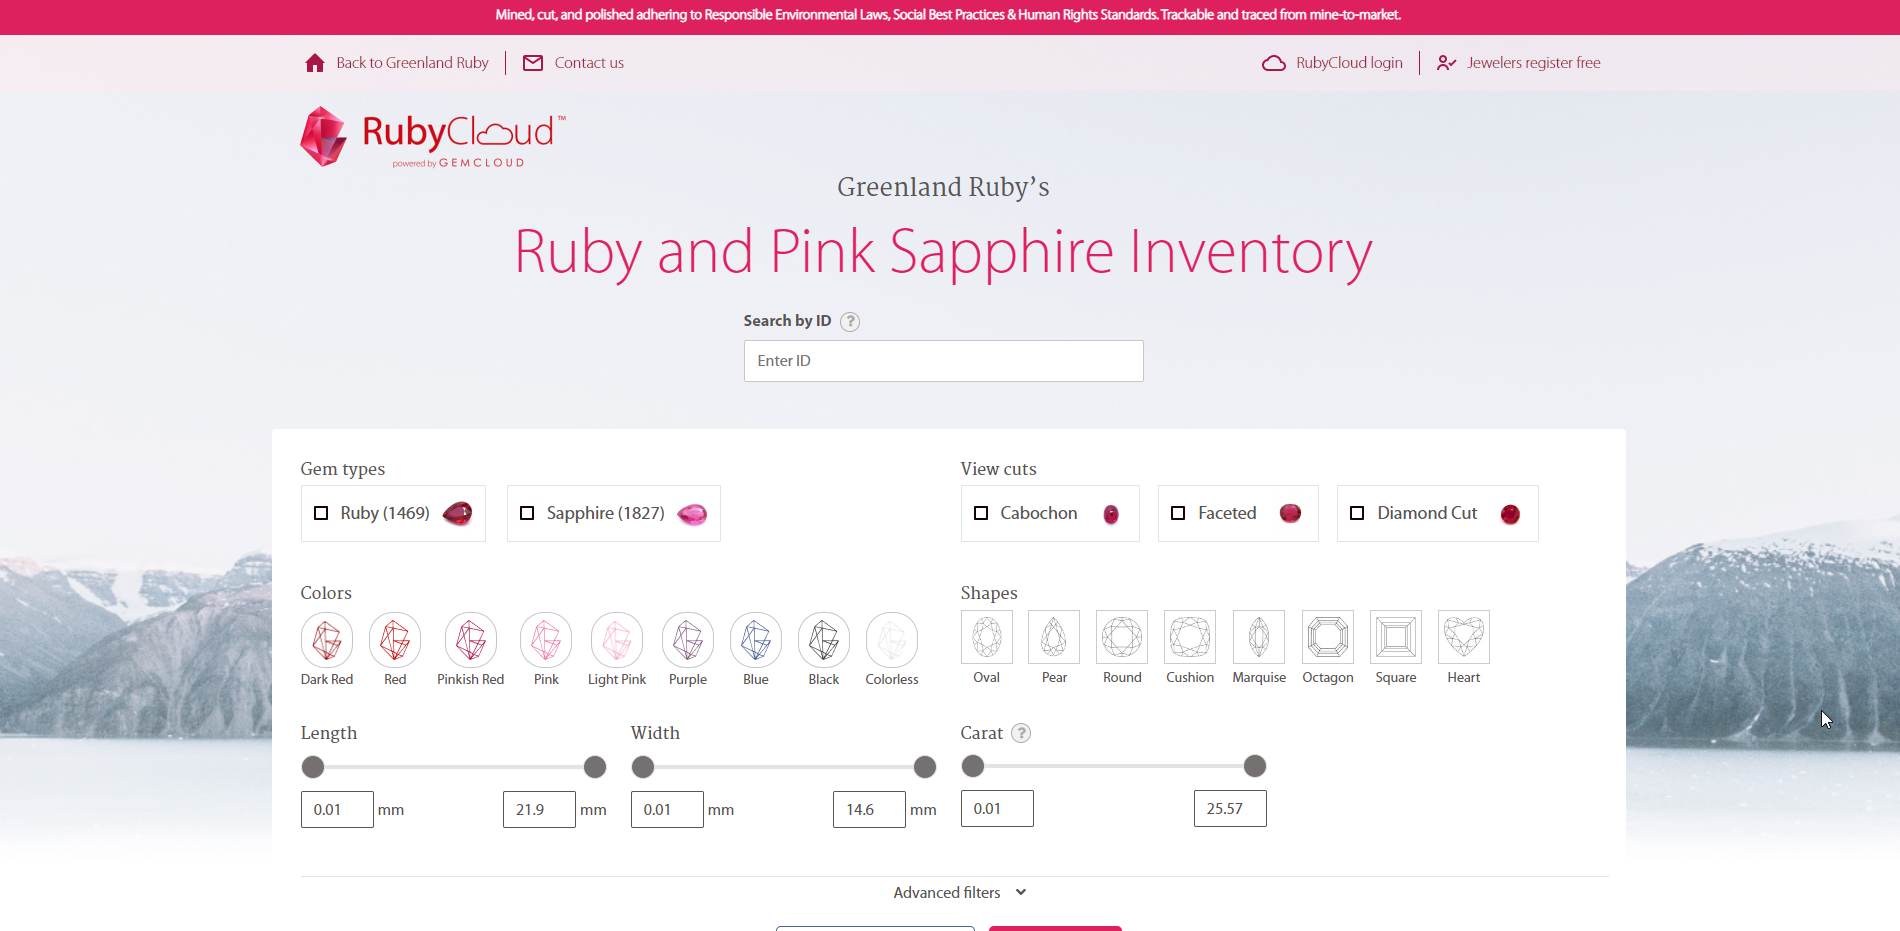 Mined, cut, and polished adhering to Responsible Environmental Laws, Social Best Practices & Human Rights Standards. Trackable and traced from mine-to-market.
Back to Greenland Ruby
Contact us
RubyCloud login
Jewelers register free
RubyCloud™
powered by GEMCLOUD
Greenland Ruby’s
Ruby and Pink Sapphire Inventory
Search by ID ?
Enter ID
Gem types
Ruby (1469)
Sapphire (1827)
View cuts
Cabochon
Faceted
Diamond Cut
Colors
Dark Red
Red
Pinkish Red
Pink
Light Pink
Purple
Blue
Black
Colorless
Shapes
Oval
Pear
Round
Cushion
Marquise
Octagon
Square
Heart
Length
0.01 mm
21.9 mm
Width
0.01 mm
14.6 mm
Carat ?
0.01
25.57
Advanced filters